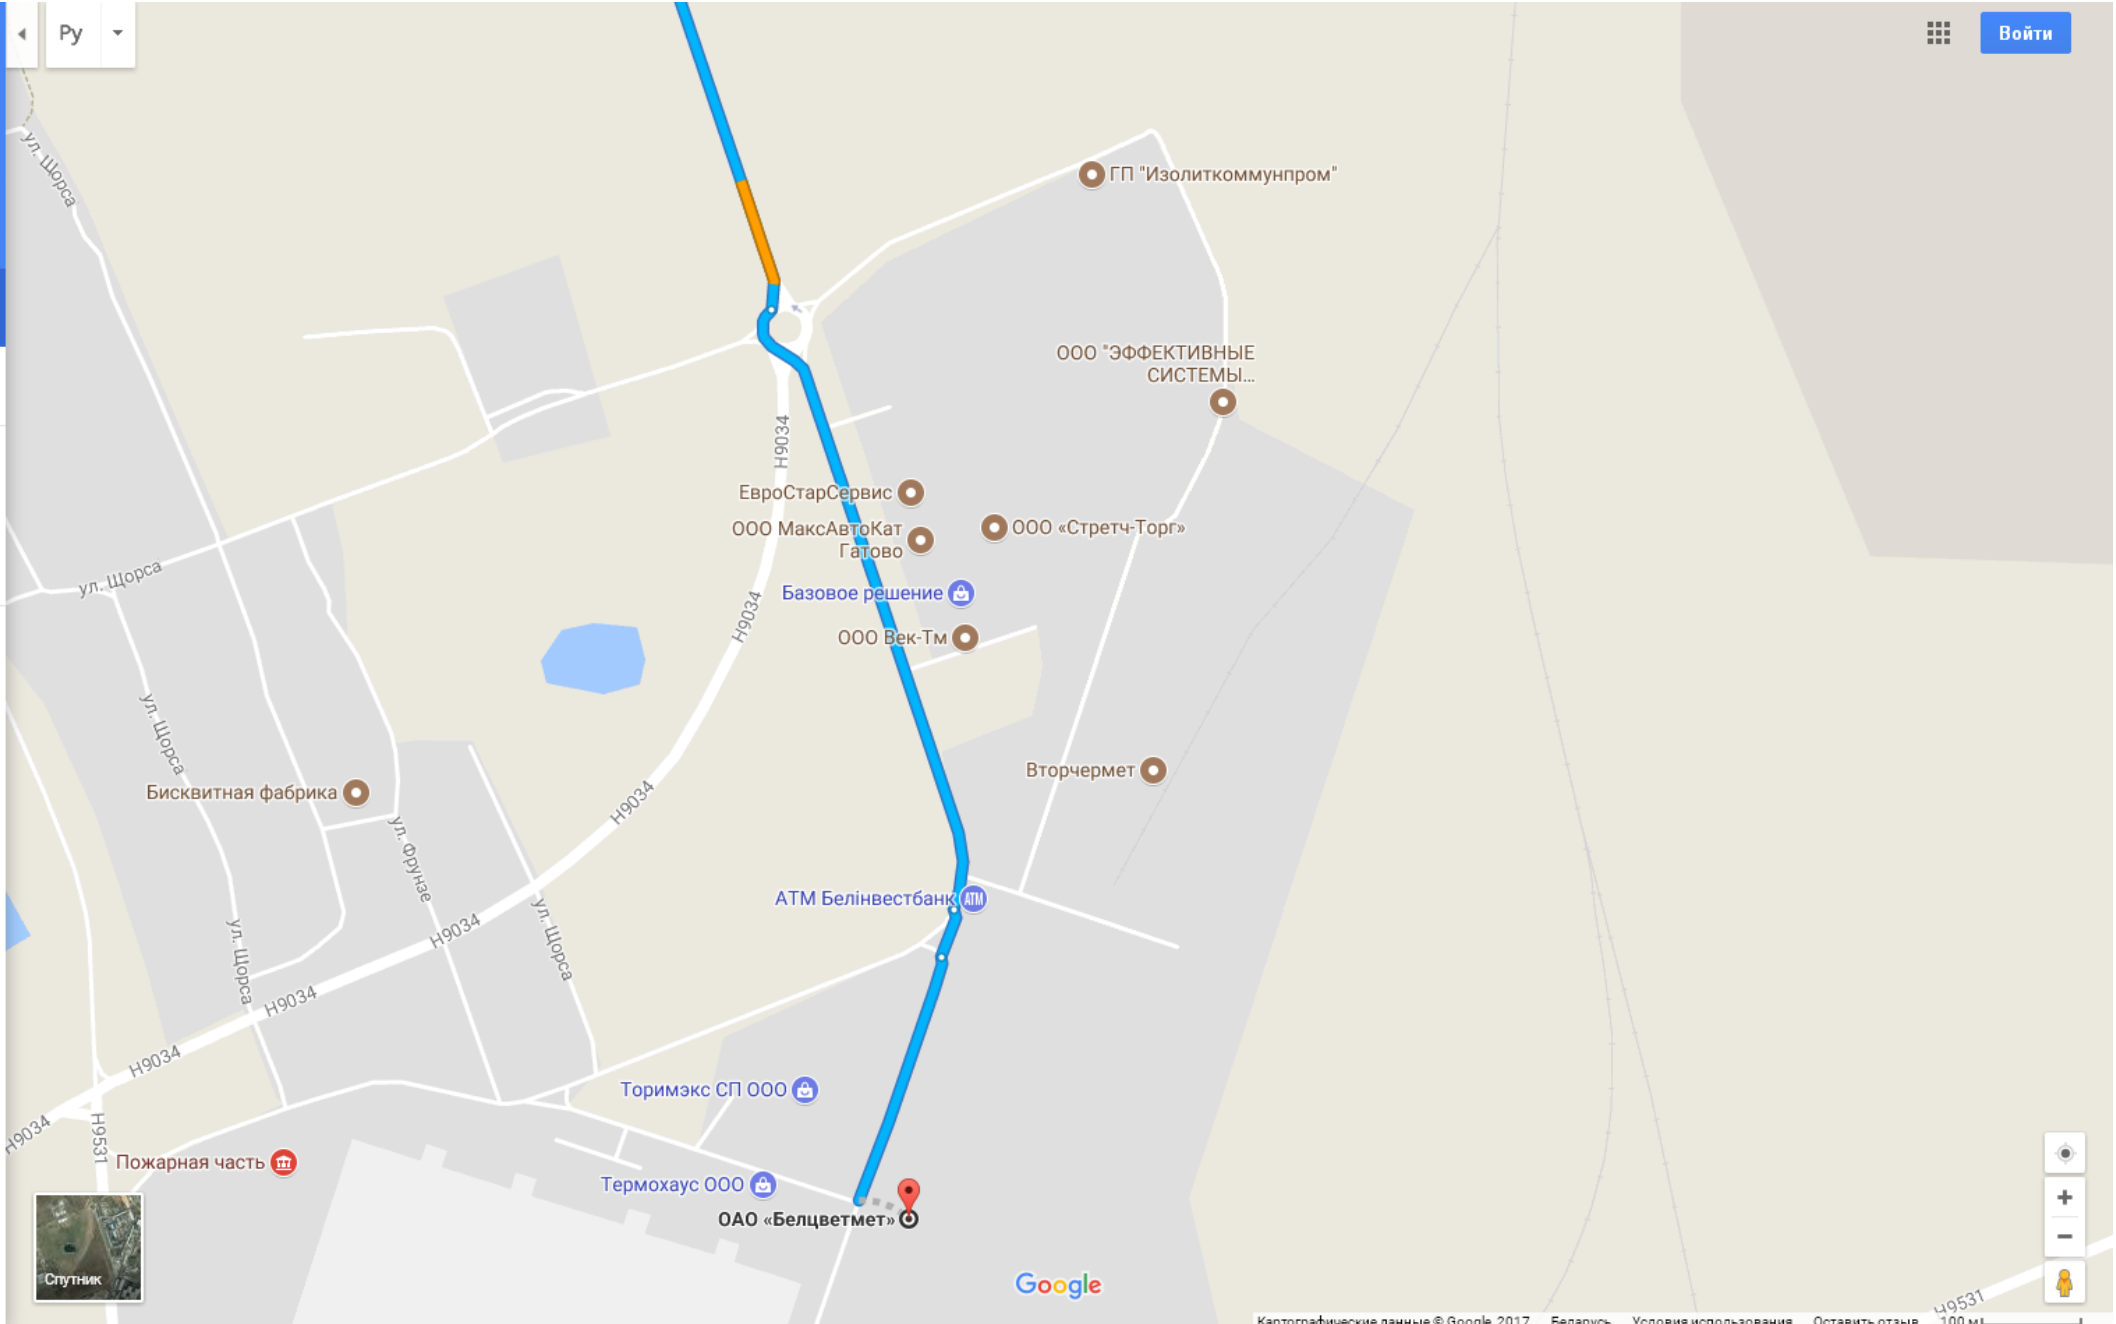 Ру
Войти
ул. Щорса
ГП "Изолиткоммунпром"
ООО "ЭФФЕКТИВНЫЕ
СИСТЕМЫ...
Н9034
ЕвроСтарСервис
ООО МаксАвтоКат
Гатово
ООО «Стретч-Торг»
ул. Щорса
Базовое решение
Н9034
ООО Век-Тм
ул. Щорса
Вторчермет
Бисквитная фабрика
Н9034
ул. Фрунзе
АТМ Белінвестбанк
ATM
Н9034
ул. Щорса
ул. Щорса
Н9034
Н9034
Торимэкс СП ООО
Н9034
Н9531
Пожарная часть
Термохаус ООО
ОАО «Белцветмет»
Спутник
Google
Н9531
Картографические данные © Google, 2017 Беларусь Условия использования Оставить отзыв 100 м